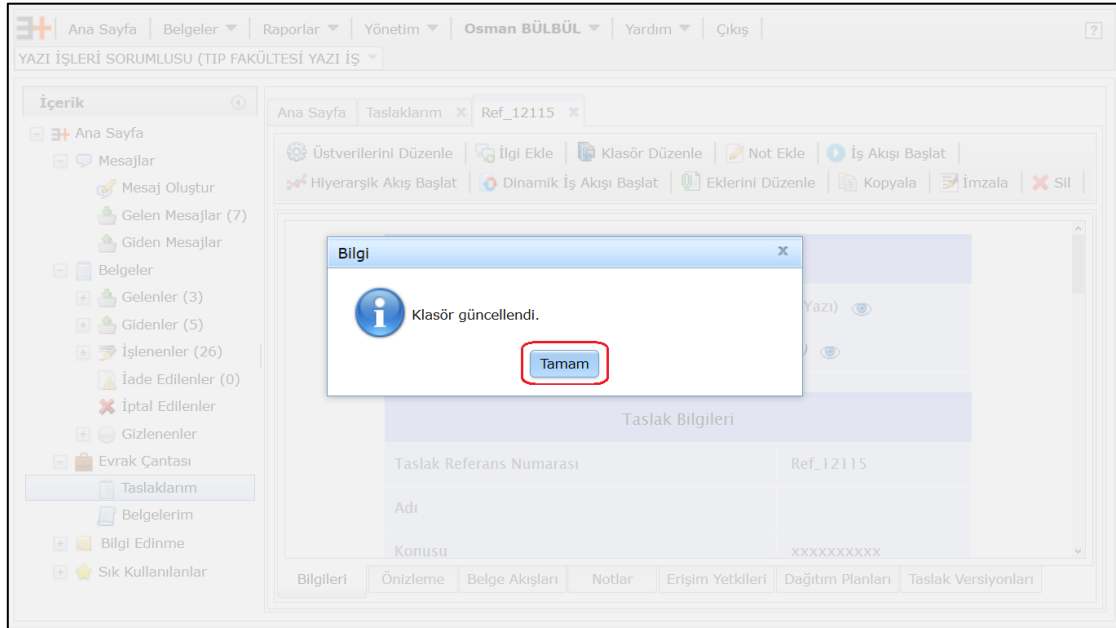 Ana Sayfa Belgeler Raporlar Yönetim Osman BÜLBÜL Yardım Çıkış ?
YAZI İŞLERİ SORUMLUSU (TIP FAKÜLTESİ YAZI İŞ
İçerik
Ana Sayfa
Mesajlar
Mesaj Oluştur
Gelen Mesajlar (7)
Giden Mesajlar
Belgeler
Gelenler (3)
Gidenler (5)
İşlenenler (26)
İade Edilenler (0)
İptal Edilenler
Gizlenenler
Evrak Çantası
Taslaklarım
Belgelerim
Bilgi Edinme
Sık Kullanılanlar
Ana Sayfa Taslaklarım x Ref_12115 x
Üstverilerini Düzenle İlgi Ekle Klasör Düzenle Not Ekle İş Akışı Başlat
Hiyerarşik Akış Başlat Dinamik İş Akışı Başlat Eklerini Düzenle Kopyala İmzala Sil
Bilgi x
Yazı)
Klasör güncellendi.
)
Tamam
Taslak Bilgileri
Taslak Referans Numarası Ref_12115
Adı
Konusu xxxxxxxxxx
Bilgileri Önizleme Belge Akışları Notlar Erişim Yetkileri Dağıtım Planları Taslak Versiyonları